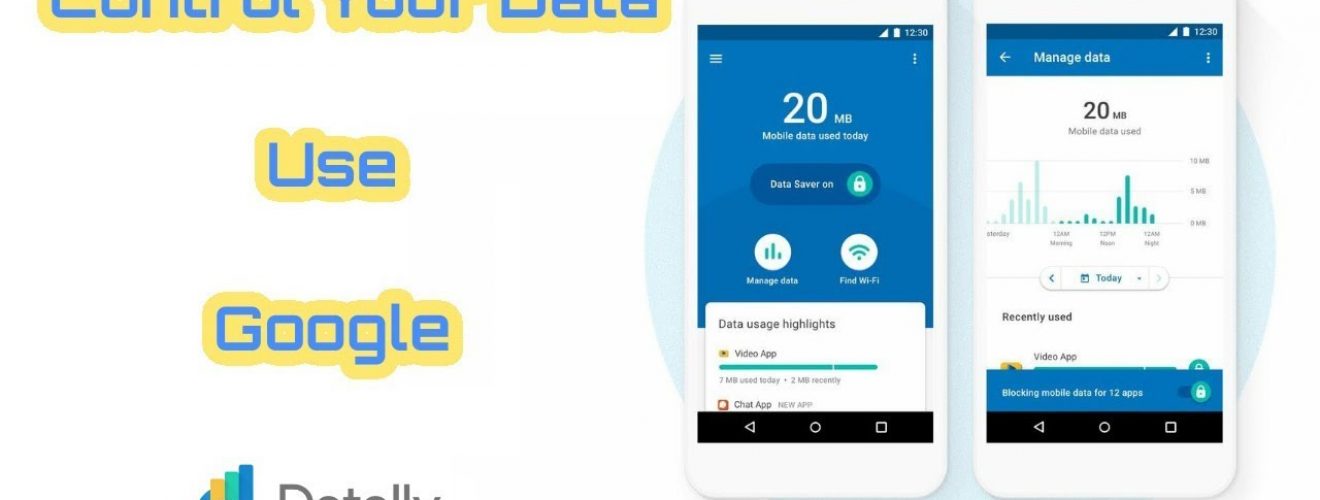 Control Your Data
Use
Google
Datally
12:30
20 MB
Mobile data used today
Data Saver on
Manage data
Find Wi-Fi
Data usage highlights
Video App
7 MB used today • 2 MB recently
Chat App NEW APP
12:30
Manage data
20 MB
Mobile data used
10 MB
5 MB
0 MB
12AM
Morning
12PM
Noon
12AM
Night
Today
Recently used
Video App
Blocking mobile data for 12 apps